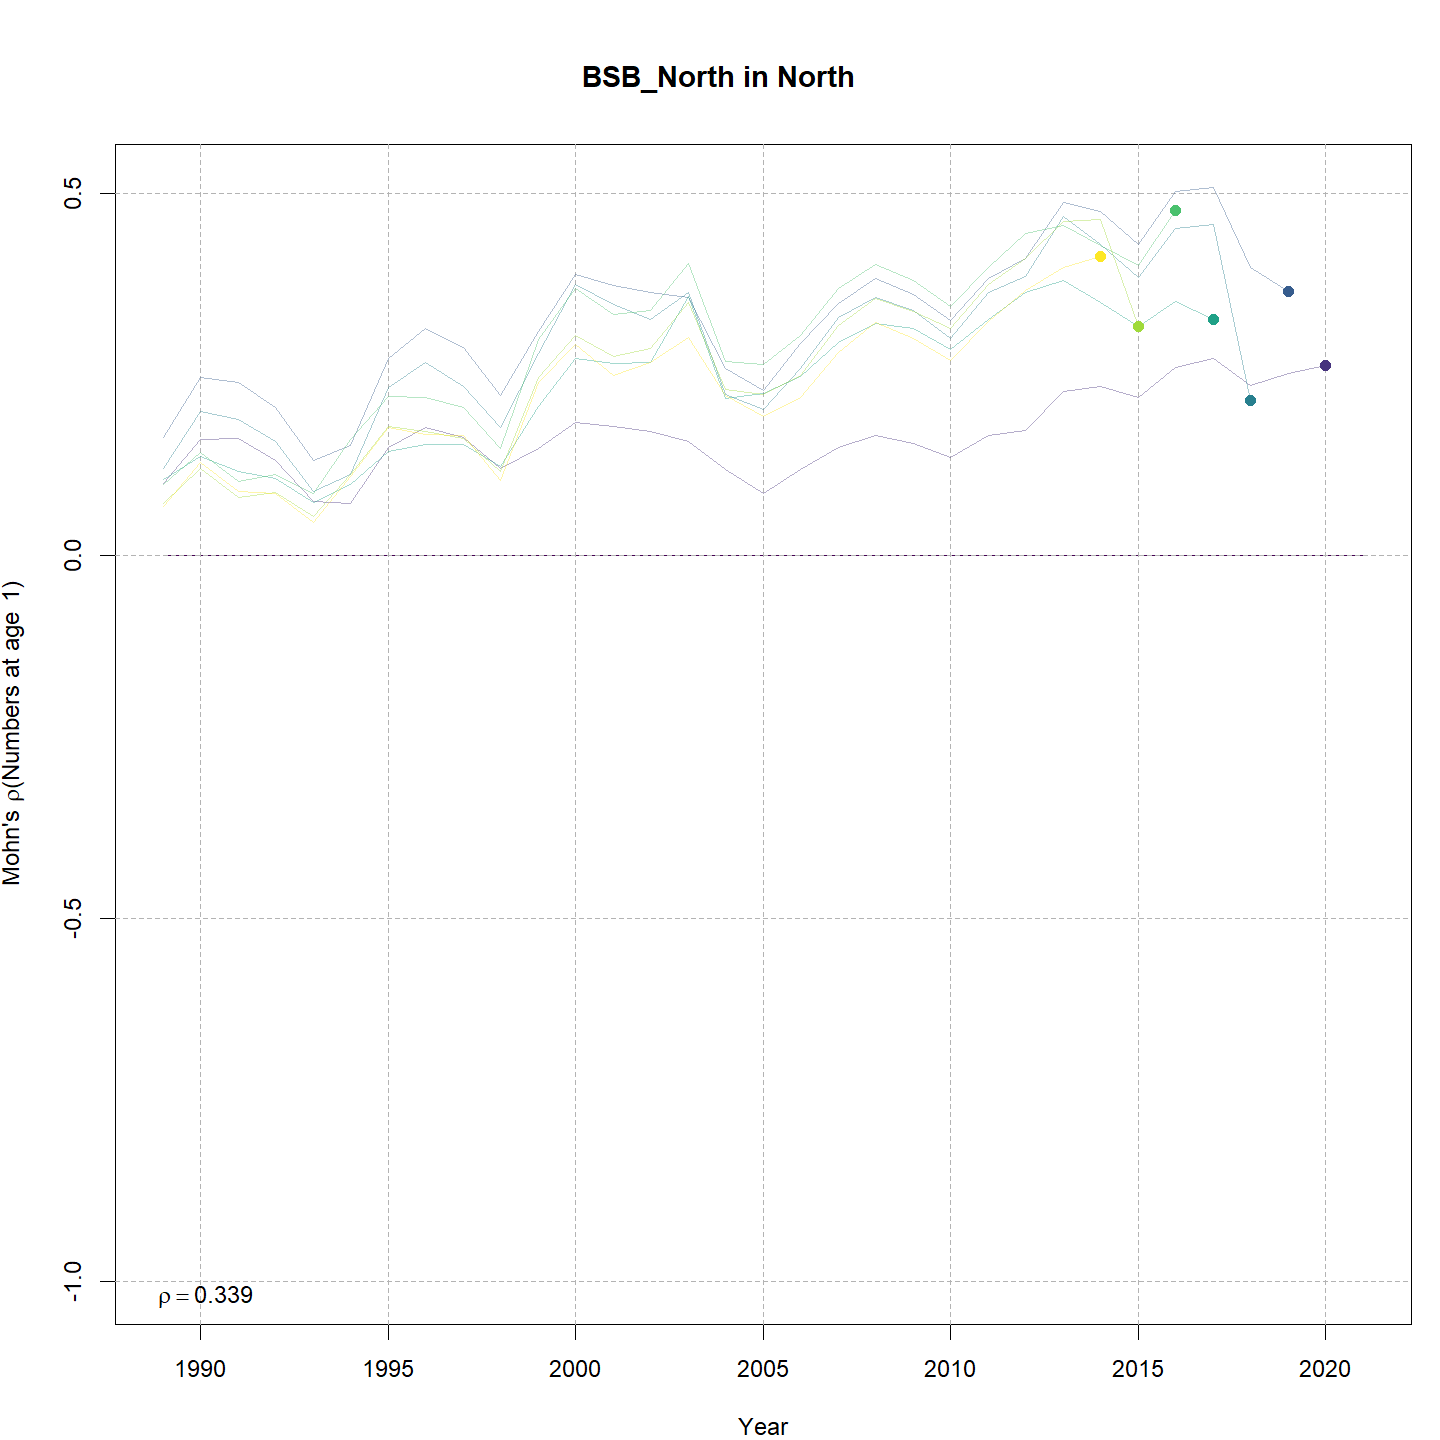 BSB_North in North
Mohn's ρ(Numbers at age 1)
0.5
0.0
-0.5
-1.0
ρ = 0.339
1990 1995 2000 2005 2010 2015 2020
Year